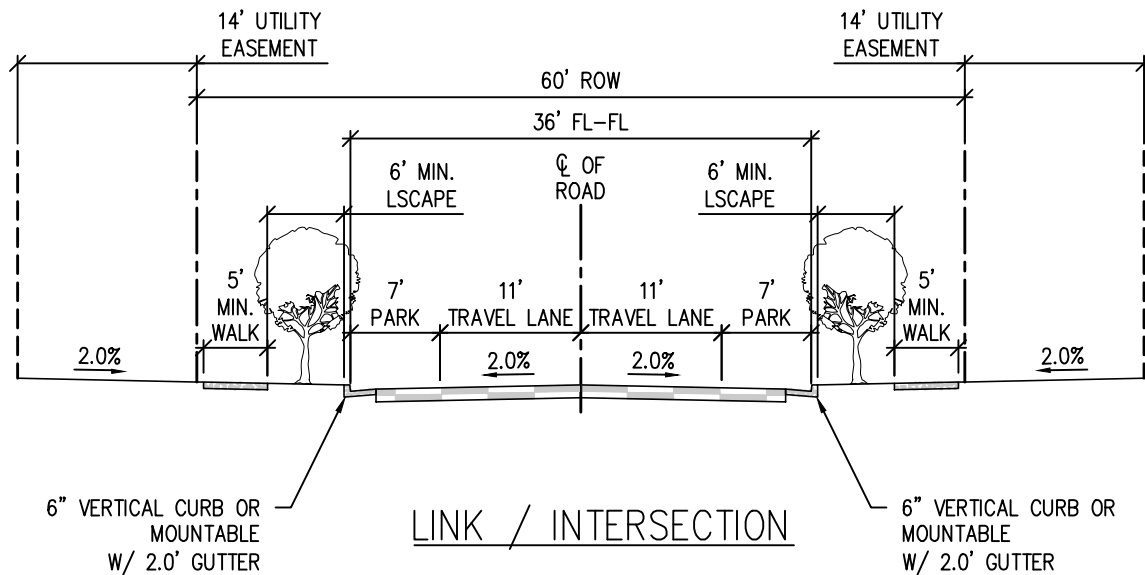 14' UTILITY
EASEMENT
14' UTILITY
EASEMENT
60' ROW
36' FL-FL
6' MIN.
LSCAPE
℄ OF
ROAD
6' MIN.
LSCAPE
5'
MIN.
WALK
7'
PARK
11'
TRAVEL LANE
11'
TRAVEL LANE
7'
PARK
5'
MIN.
WALK
2.0%
2.0%
2.0%
2.0%
6" VERTICAL CURB OR
MOUNTABLE
W/ 2.0' GUTTER
LINK / INTERSECTION
6" VERTICAL CURB OR
MOUNTABLE
W/ 2.0' GUTTER